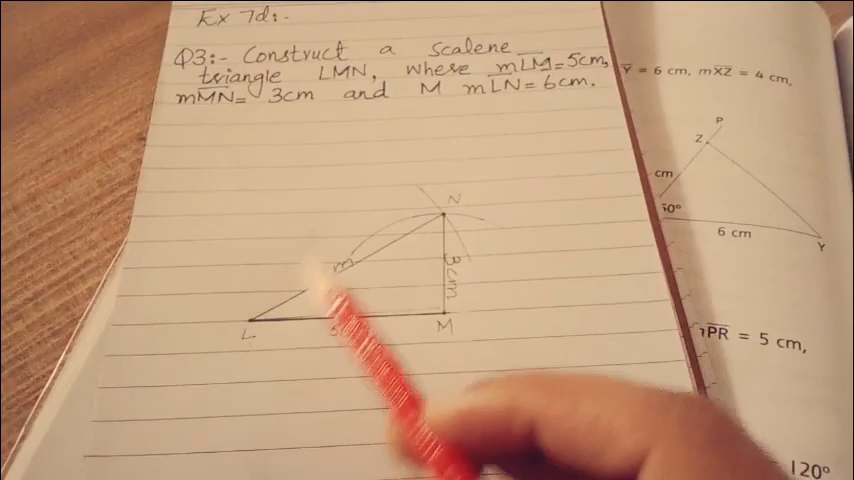 Ex 7d:-
Q3:- Construct a scalene
triangle LMN, where mLM=5cm,
mMN= 3cm and M mLN=6cm.
N
m
3cm
L
M
Y = 6 cm, mXZ = 4 cm,
P
Z
cm
60°
6 cm
Y
PR = 5 cm,
120°